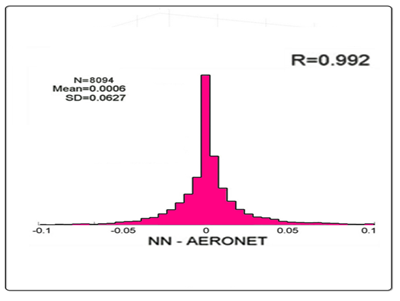 R=0.992
N=8094
Mean=0.0006
SD=0.0627
-0.1 -0.05 0 0.05 0.1
NN - AERONET